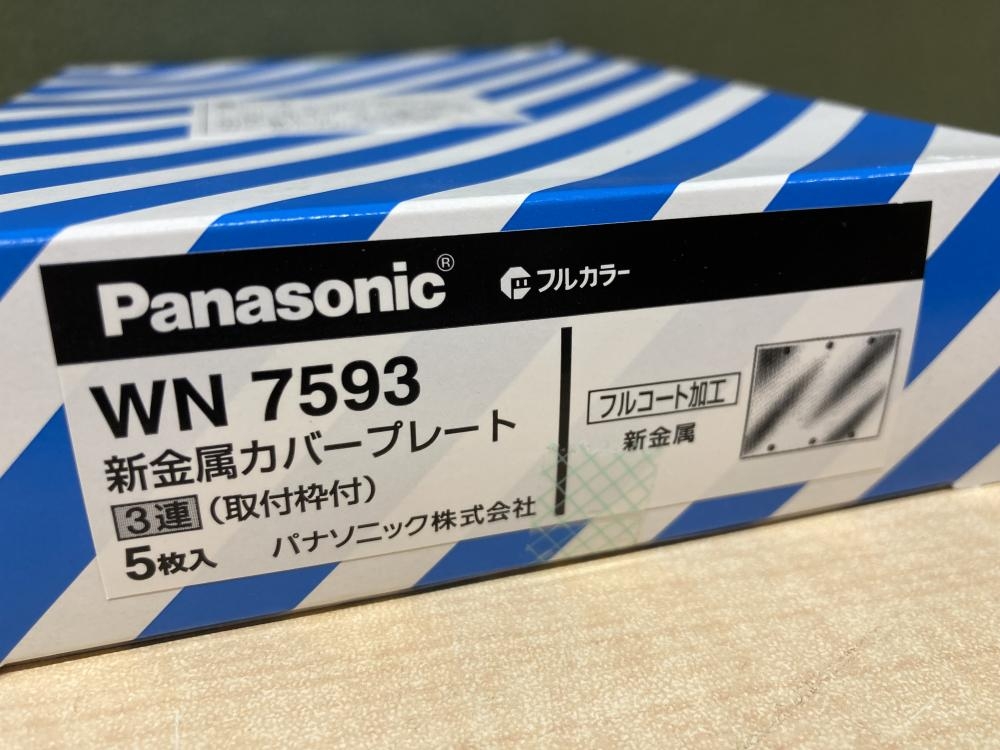 Panasonic®
フルカラー
WN 7593
新金属カバープレート
3連 (取付枠付)
5枚入
パナソニック株式会社
フルコート加工
新金属